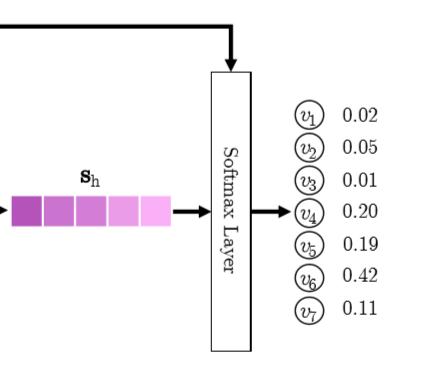 v₁ 0.02
v₂ 0.05
sₕ
v₃ 0.01
Softmax Layer
v₄ 0.20
v₅ 0.19
v₆ 0.42
v₇ 0.11